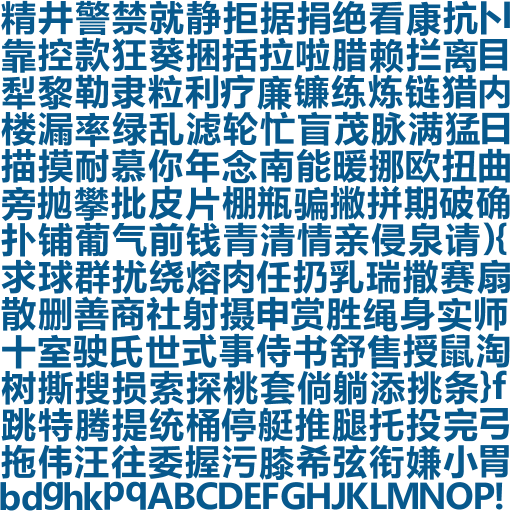 精井警禁就静拒据捐绝看康抗卜I
靠控款狂葵捆括拉啦腊赖拦离目
犁黎勒隶粒利疗廉镰练炼链猎内
楼漏率绿乱滤轮忙盲茂脉满猛日
描摸耐慕你年念南能暖挪欧扭曲
旁抛攀批皮片棚瓶骗撇拼期破确
扑铺葡气前钱青清情亲侵泉请){
求球群扰绕熔肉任扔乳瑞撒赛扇
散删善商社射摄申赏胜绳身实师
十室驶氏世式事侍书舒售授鼠淘
树撕搜损索探桃套倘躺添挑条}f
跳特腾提统桶停艇推腿托投完弓
拖伟汪往委握污膝希弦衔嫌小胃
bdghkpqABCDEFGHJKLMNOP!